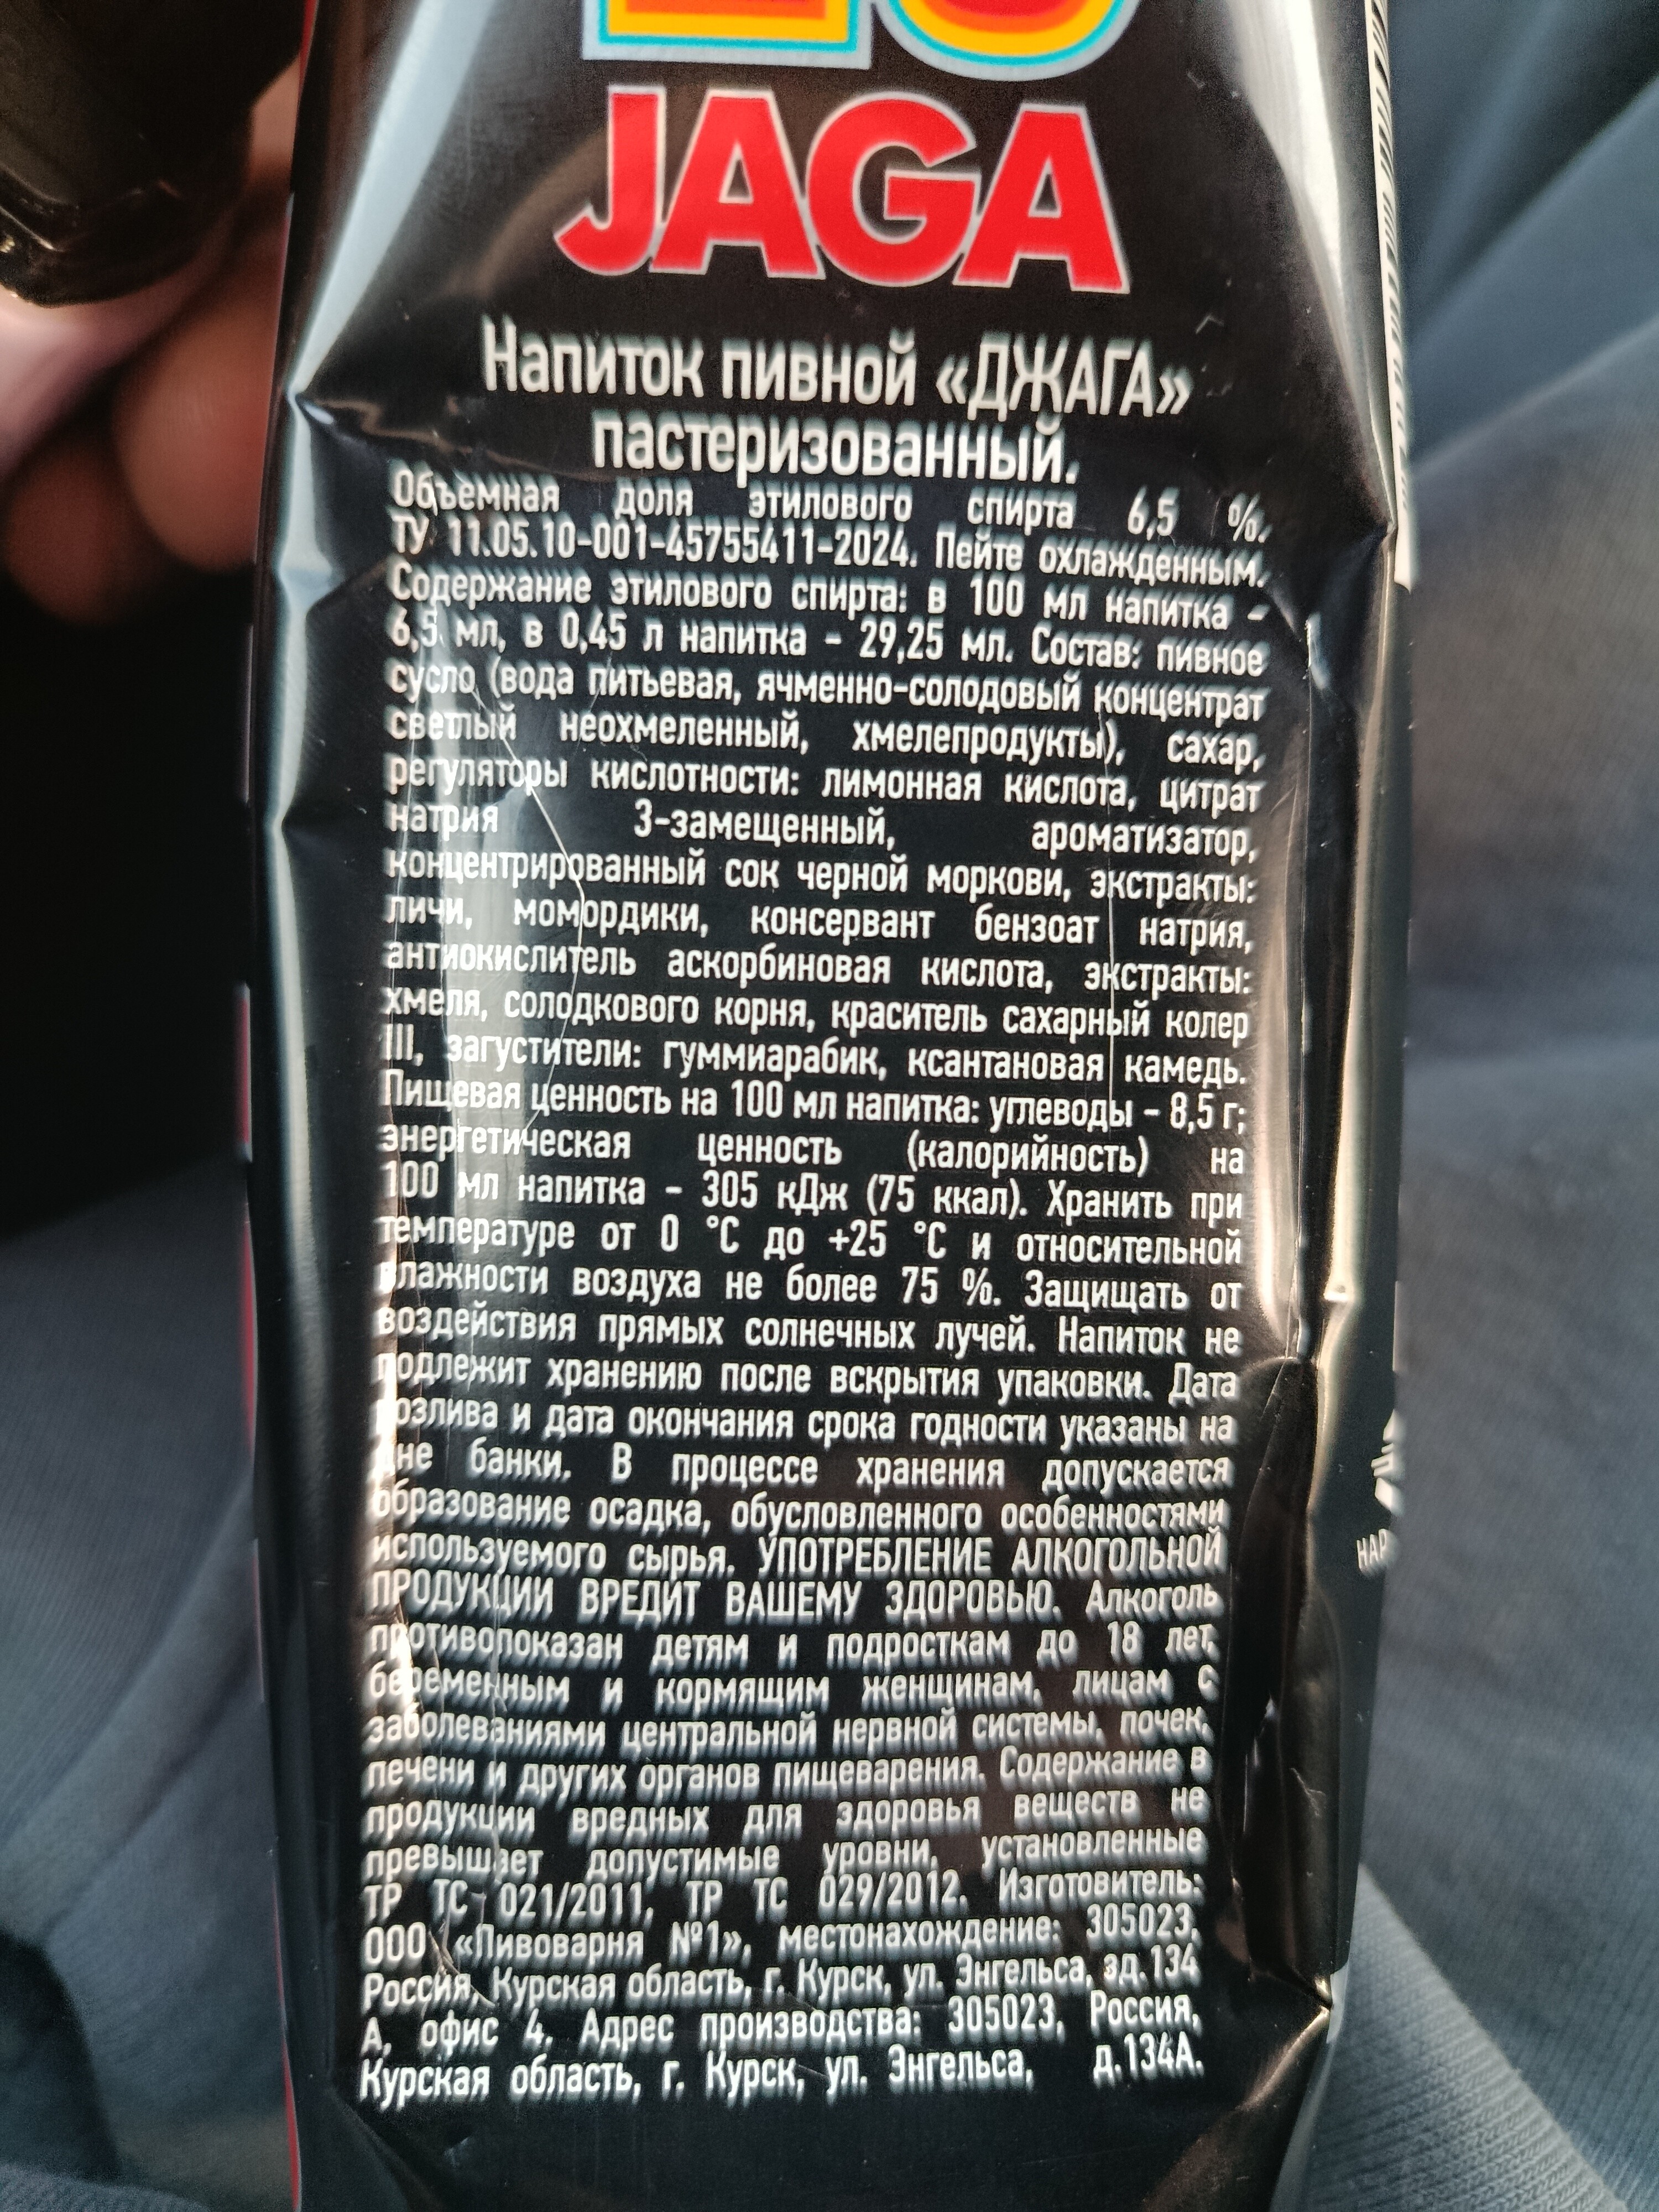 JAGA
Напиток пивной «ДЖАГА»
пастеризованный.
Объемная доля этилового спирта 6,5 %.
ТУ 11.05.10-001-45755411-2024. Пейте охлажденным.
Содержание этилового спирта: в 100 мл напитка -
6,5 мл, в 0,45 л напитка - 29,25 мл. Состав: пивное
сусло (вода питьевая, ячменно-солодовый концентрат
светлый неохмеленный, хмелепродукты), сахар,
регуляторы кислотности: лимонная кислота, цитрат
натрия 3-замещенный, ароматизатор,
концентрированный сок черной моркови, экстракты:
личи, момордики, консервант бензоат натрия,
антиокислитель аскорбиновая кислота, экстракты:
хмеля, солодкового корня, краситель сахарный колер
III, загустители: гуммиарабик, ксантановая камедь.
Пищевая ценность на 100 мл напитка: углеводы - 8,5 г;
энергетическая ценность (калорийность) на
100 мл напитка - 305 кДж (75 ккал). Хранить при
температуре от 0 °С до +25 °С и относительной
влажности воздуха не более 75 %. Защищать от
воздействия прямых солнечных лучей. Напиток не
подлежит хранению после вскрытия упаковки. Дата
розлива и дата окончания срока годности указаны на
дне банки. В процессе хранения допускается
образование осадка, обусловленного особенностями
используемого сырья. УПОТРЕБЛЕНИЕ АЛКОГОЛЬНОЙ
ПРОДУКЦИИ ВРЕДИТ ВАШЕМУ ЗДОРОВЬЮ. Алкоголь
противопоказан детям и подросткам до 18 лет,
беременным и кормящим женщинам, лицам с
заболеваниями центральной нервной системы, почек,
печени и других органов пищеварения. Содержание в
продукции вредных для здоровья веществ не
превышает допустимые уровни, установленные
ТР ТС 021/2011, ТР ТС 029/2012. Изготовитель:
ООО «Пивоварня №1», местонахождение: 305023,
Россия, Курская область, г. Курск, ул. Энгельса, зд. 134
А, офис 4. Адрес производства: 305023, Россия,
Курская область, г. Курск, ул. Энгельса, д.134А.